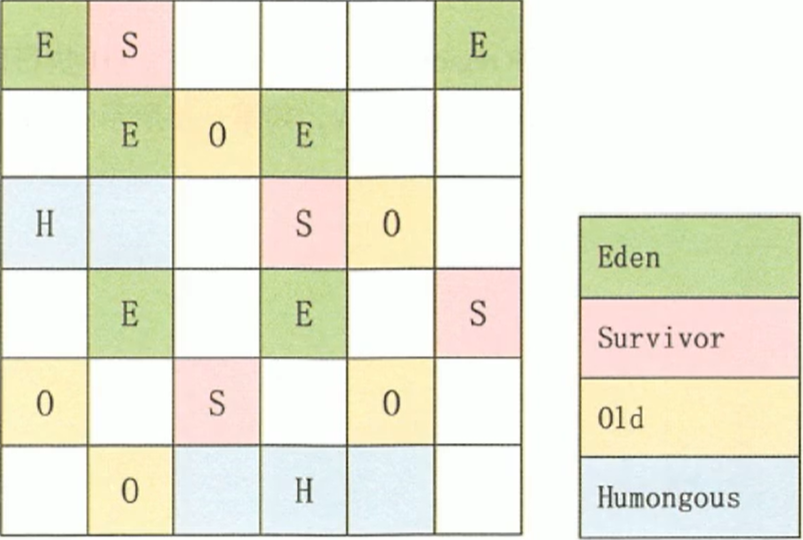 E S E
E O E
H S O
E E S
O S O
O H
Eden
Survivor
Old
Humongous